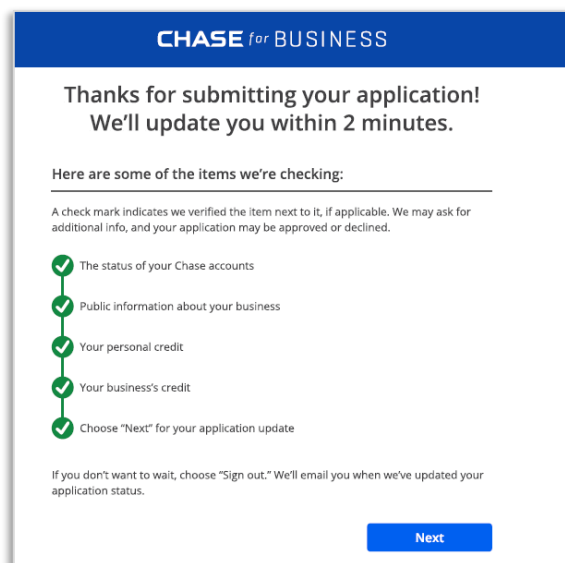 CHASE for BUSINESS
Thanks for submitting your application!
We’ll update you within 2 minutes.
Here are some of the items we’re checking:
A check mark indicates we verified the item next to it, if applicable. We may ask for
additional info, and your application may be approved or declined.
The status of your Chase accounts
Public information about your business
Your personal credit
Your business’s credit
Choose “Next” for your application update
If you don’t want to wait, choose “Sign out.” We’ll email you when we’ve updated your
application status.
Next